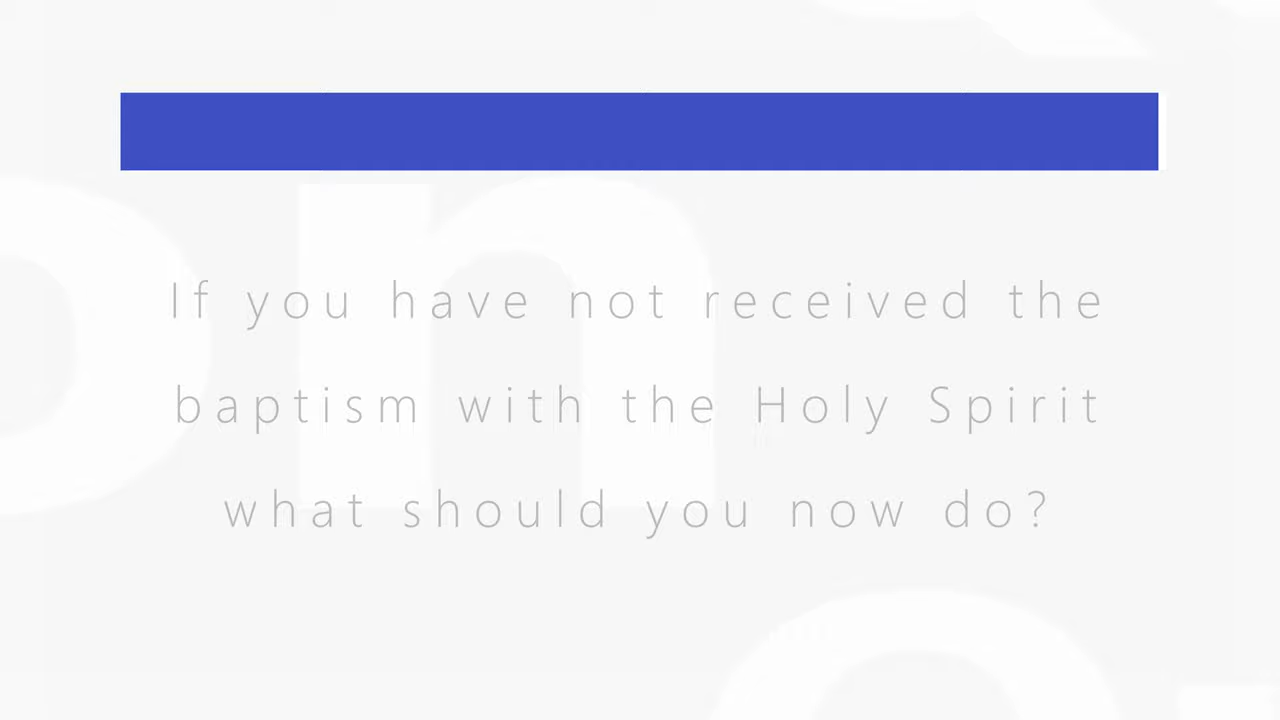 If you have not received the
baptism with the Holy Spirit
what should you now do?